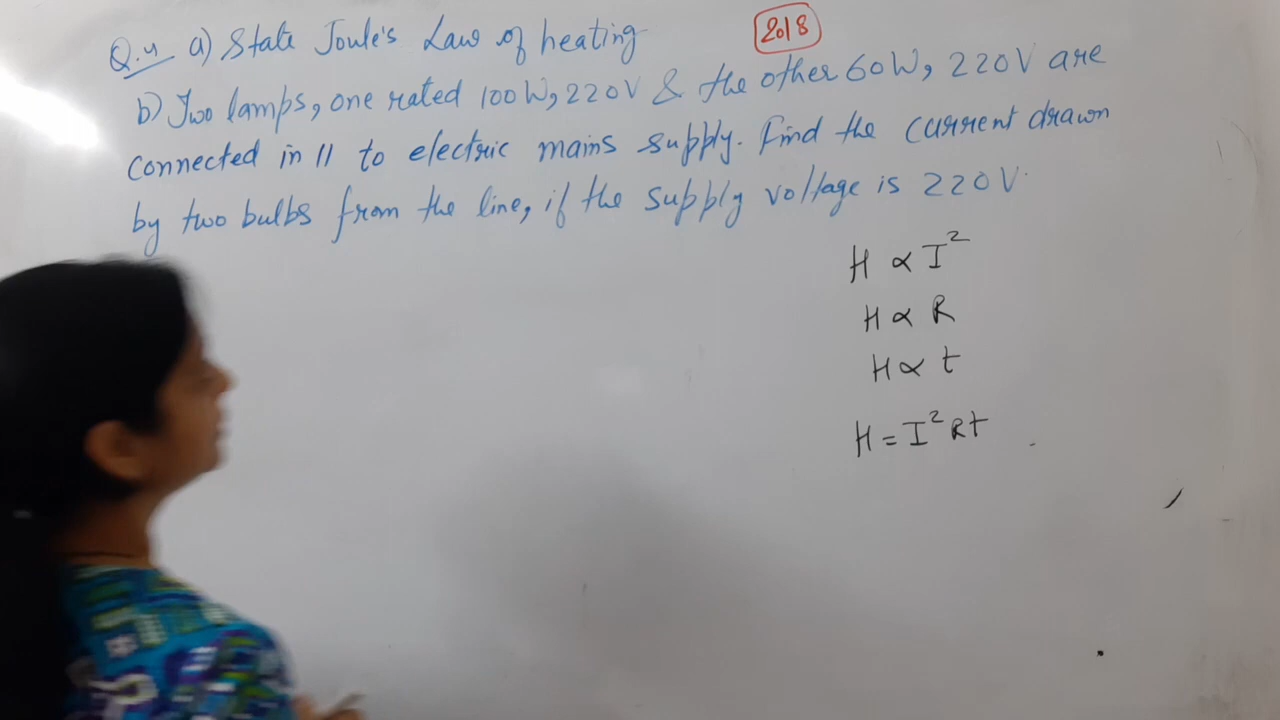 Q.4 a) State Joule's Law of heating 2018
b) Two lamps, one rated 100W, 220V & the other 60W, 220V are
connected in || to electric mains supply. Find the current drawn
by two bulbs from the line, if the supply voltage is 220V.
H ∝ I²
H ∝ R
H ∝ t
H = I²Rt